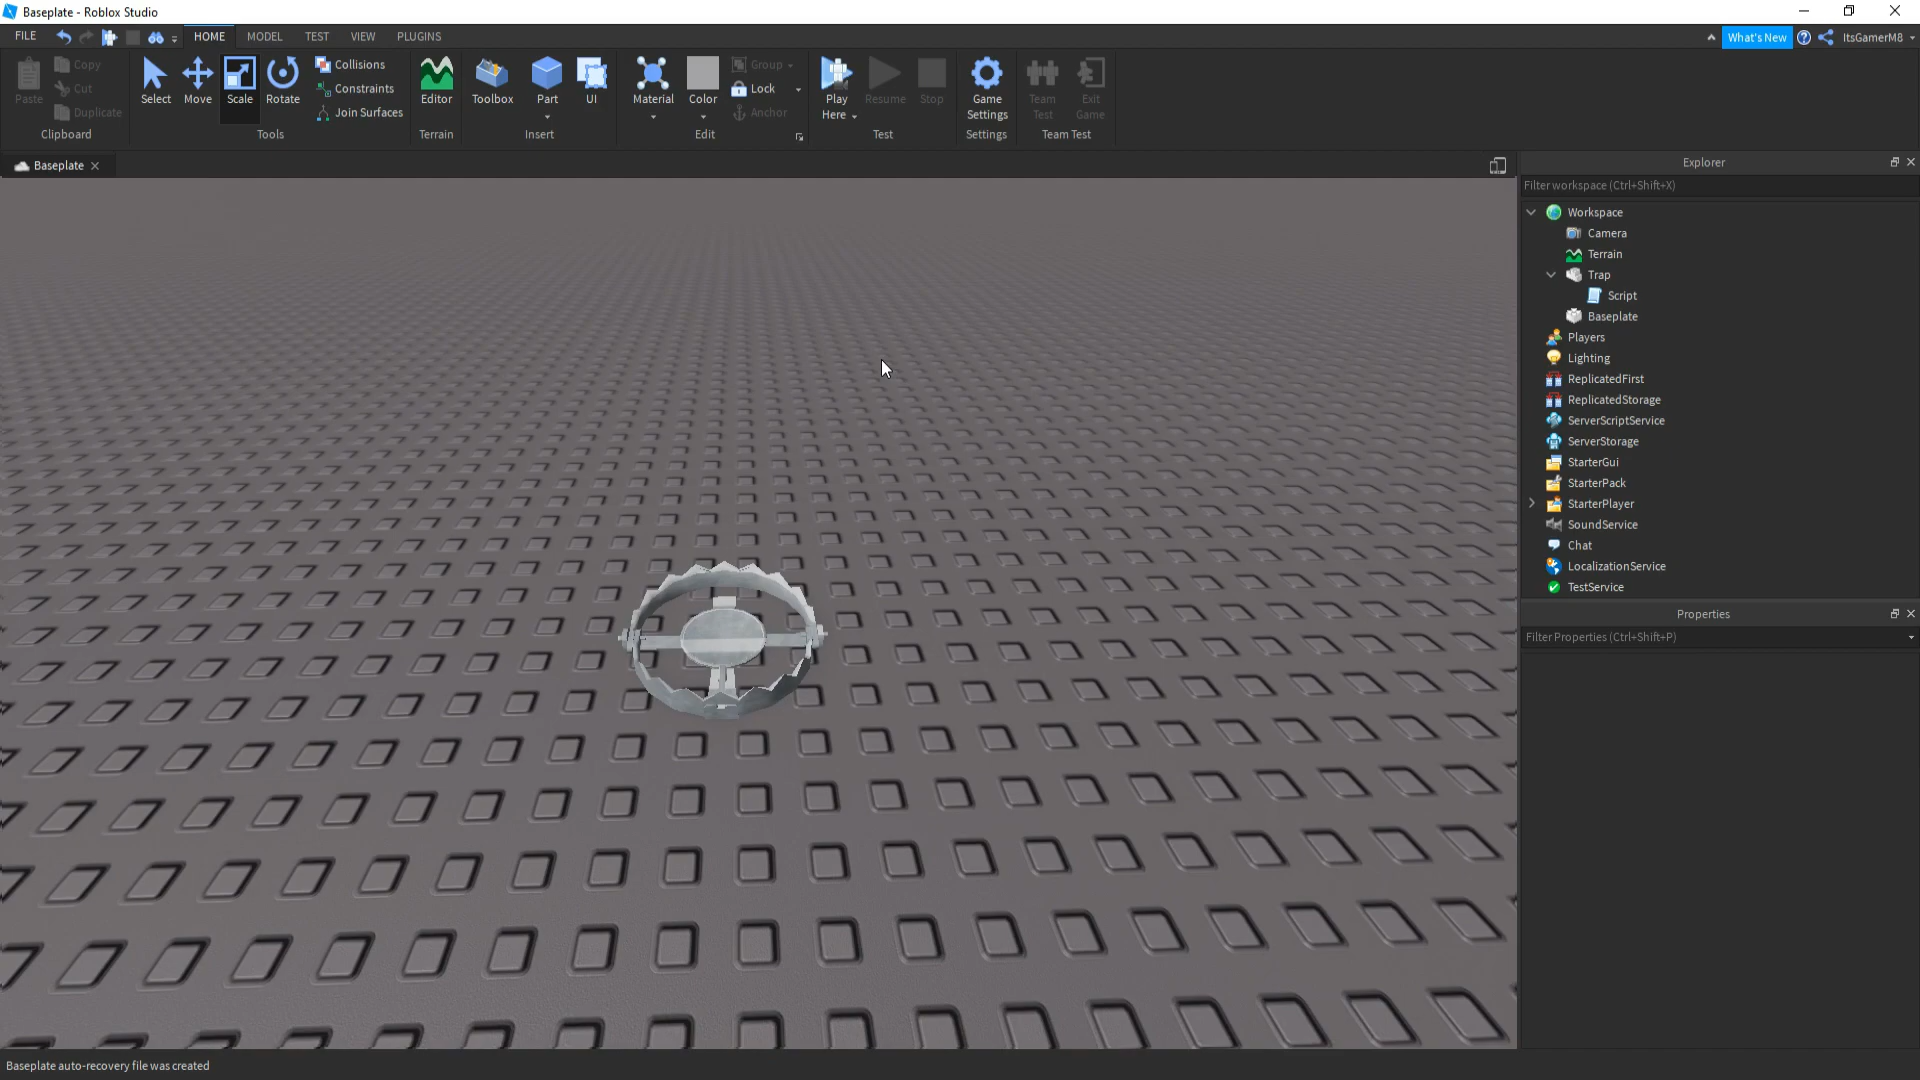 Baseplate - Roblox Studio
FILE HOME MODEL TEST VIEW PLUGINS What's New ItsGamerM8
Paste Copy Cut Duplicate
Clipboard
Select Move Scale Rotate Collisions Constraints Join Surfaces
Tools
Editor
Terrain
Toolbox Part UI
Insert
Material Color Group Lock Anchor
Edit
Play Here Resume Stop
Test
Game Settings
Settings
Team Test Exit Game
Team Test
Baseplate
Explorer
Filter workspace (Ctrl+Shift+X)
Workspace
Camera
Terrain
Trap
Script
Baseplate
Players
Lighting
ReplicatedFirst
ReplicatedStorage
ServerScriptService
ServerStorage
StarterGui
StarterPack
StarterPlayer
SoundService
Chat
LocalizationService
TestService
Properties
Filter Properties (Ctrl+Shift+P)
Baseplate auto-recovery file was created